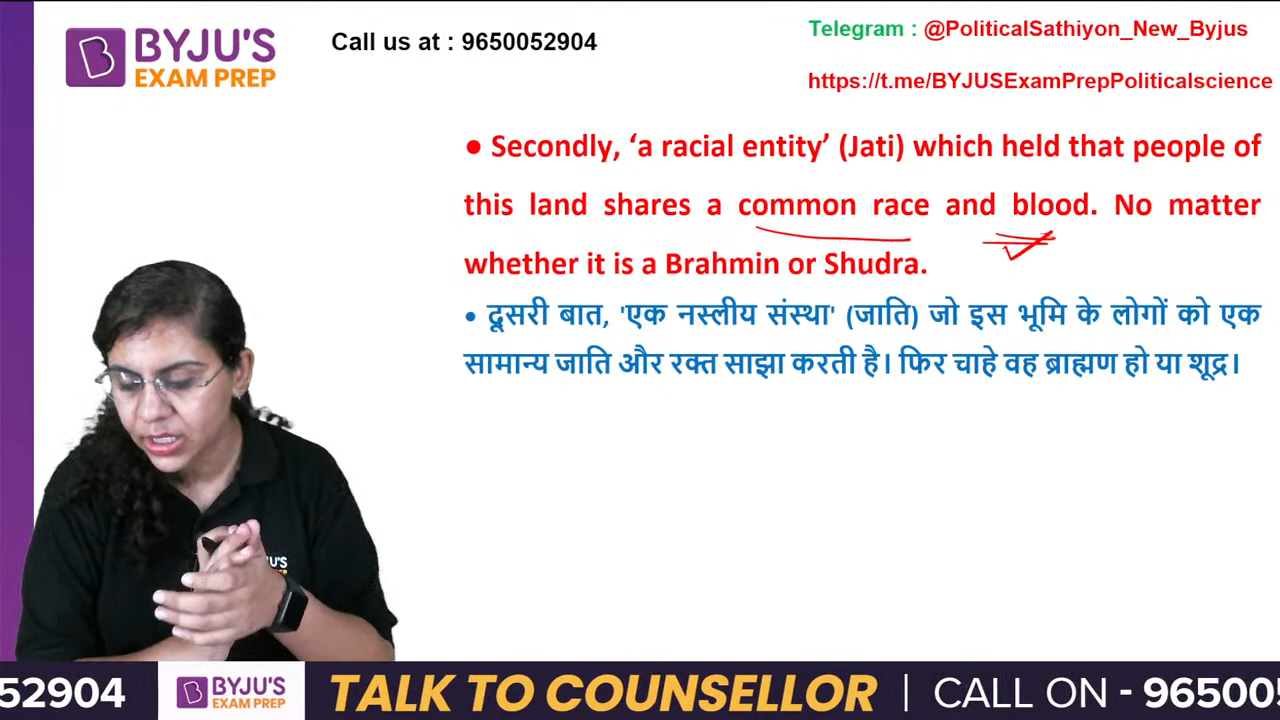 BYJU'S
EXAM PREP
Call us at : 9650052904
Telegram : @PoliticalSathiyon_New_Byjus
https://t.me/BYJUSExamPrepPoliticalscience
● Secondly, ‘a racial entity’ (Jati) which held that people of
this land shares a common race and blood. No matter
whether it is a Brahmin or Shudra.
• दूसरी बात, 'एक नस्लीय संस्था' (जाति) जो इस भूमि के लोगों को एक
सामान्य जाति और रक्त साझा करती है। फिर चाहे वह ब्राह्मण हो या शूद्र।
52904 BYJU'S EXAM PREP TALK TO COUNSELLOR | CALL ON - 96500